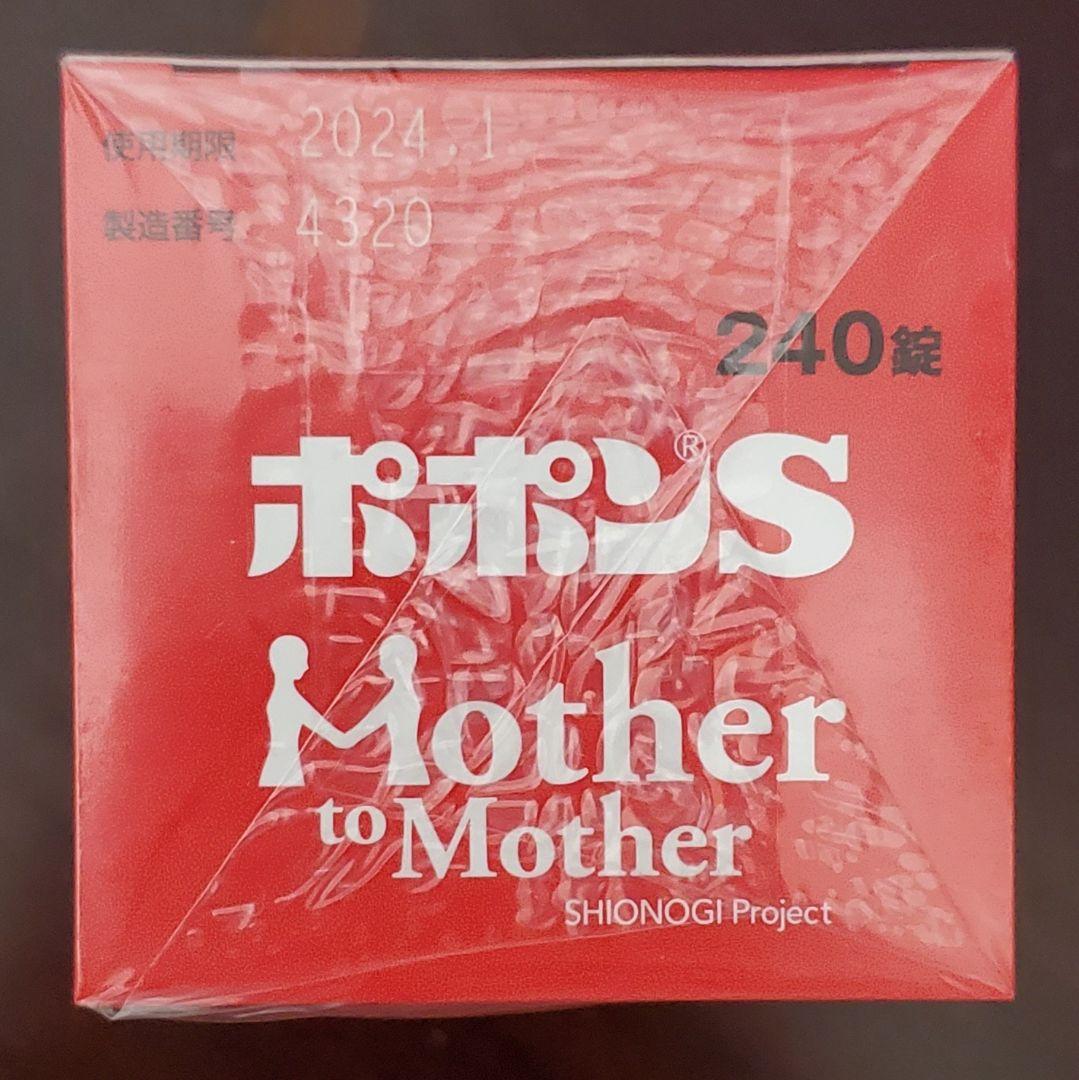 使用期限 2024.1
製造番号 4320
240錠
ポポン®S
Mother
to Mother
SHIONOGI Project